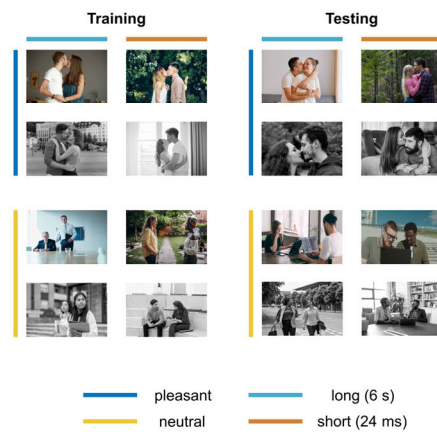 Training
Testing
pleasant
long (6 s)
neutral
short (24 ms)